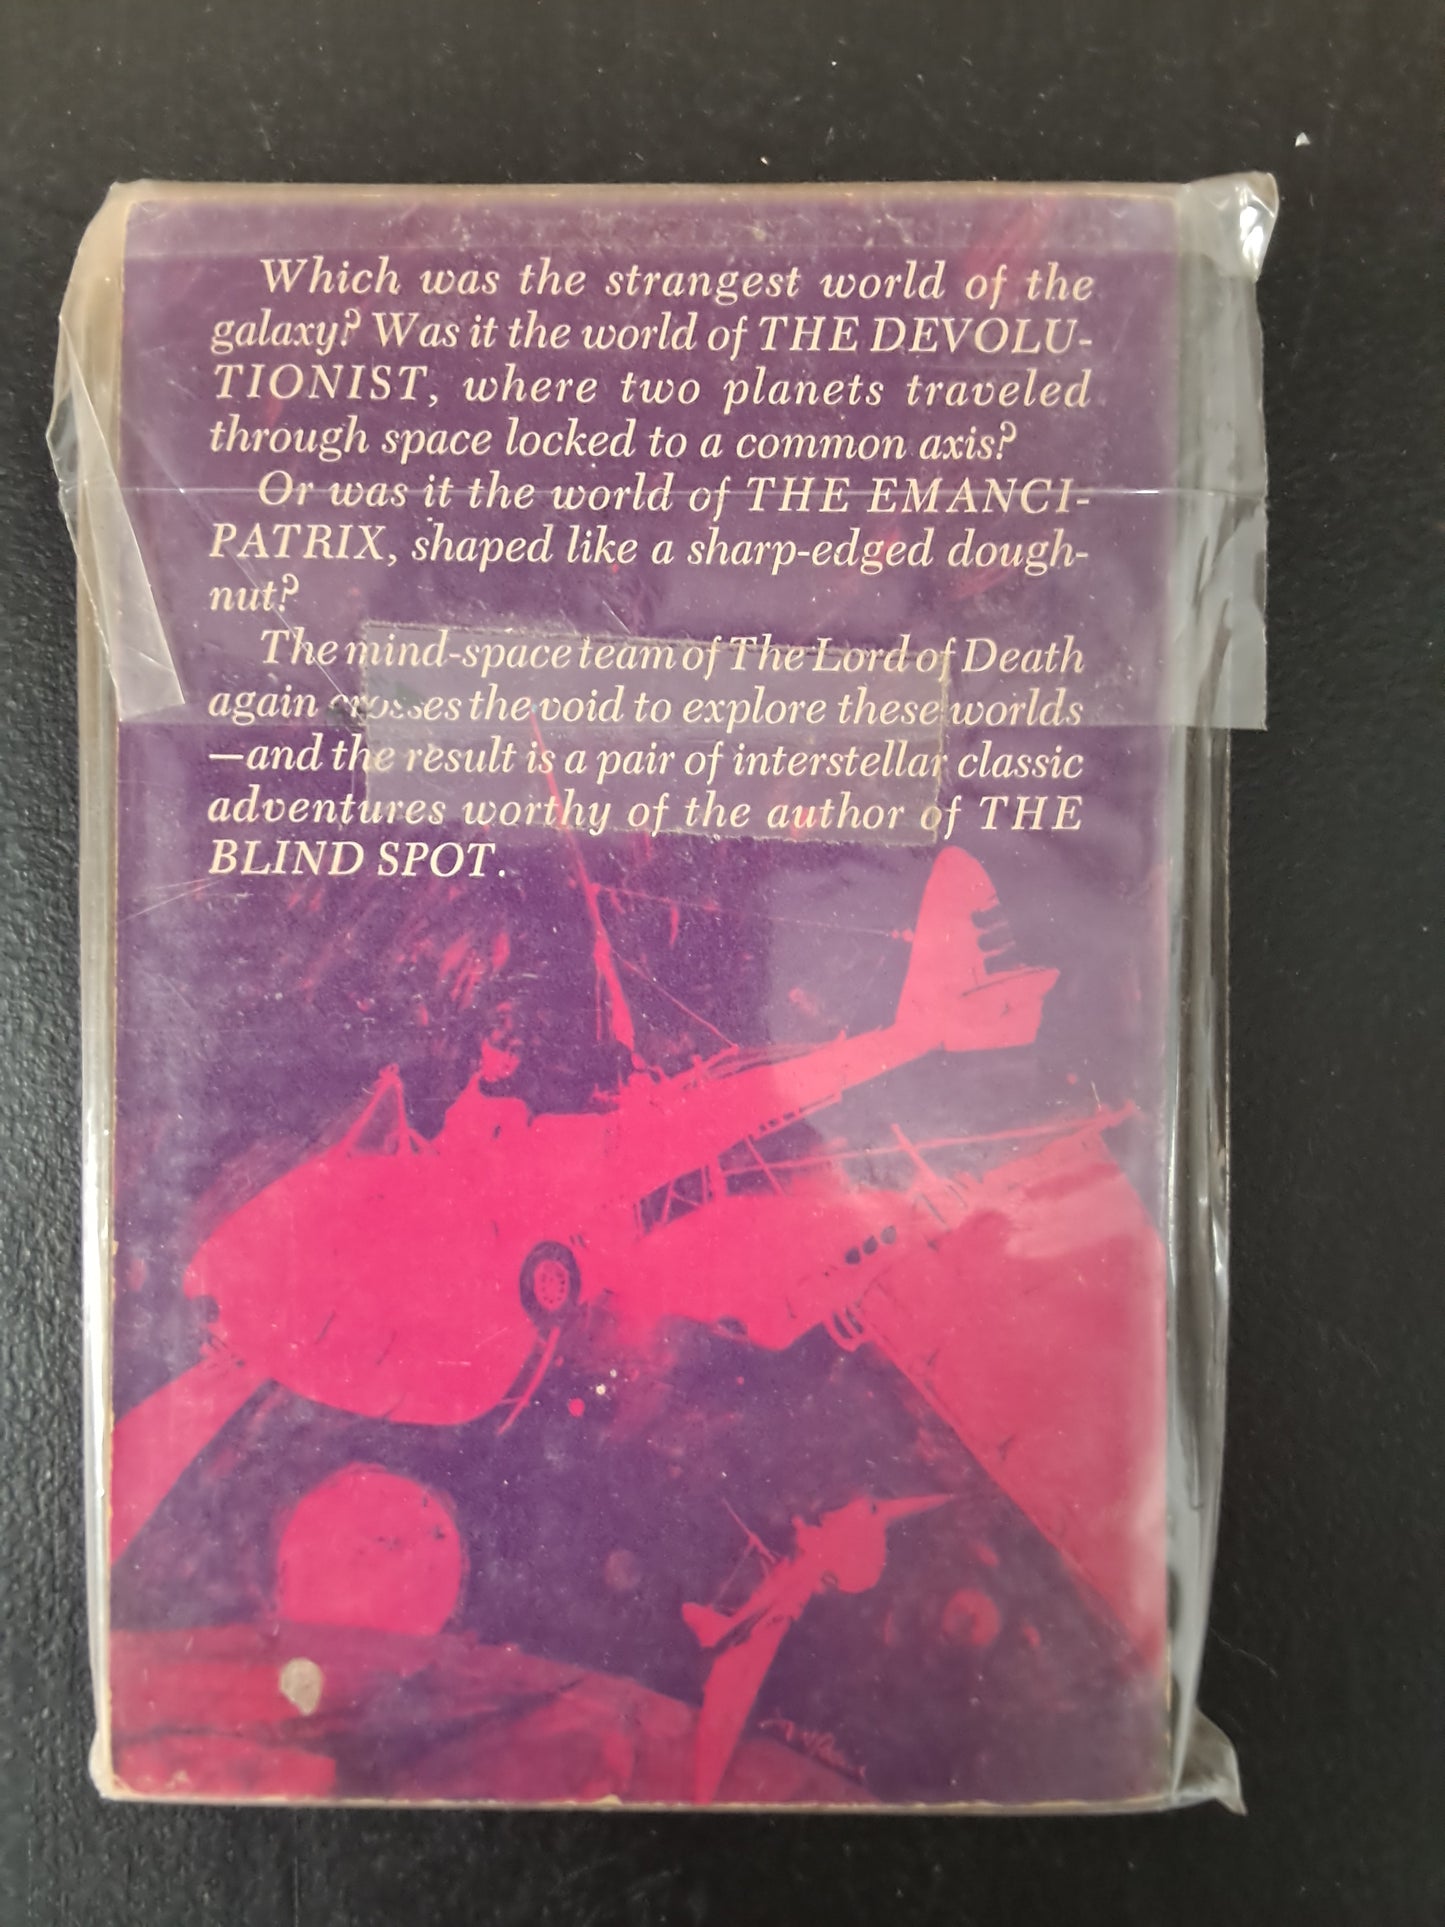 Which was the strangest world of the
galaxy? Was it the world of THE DEVOLU-
TIONIST, where two planets traveled
through space locked to a common axis?
Or was it the world of THE EMANCI-
PATRIX, shaped like a sharp-edged dough-
nut?
The mind-space team of The Lord of Death
again crosses the void to explore these worlds
—and the result is a pair of interstellar classic
adventures worthy of the author of THE
BLIND SPOT.